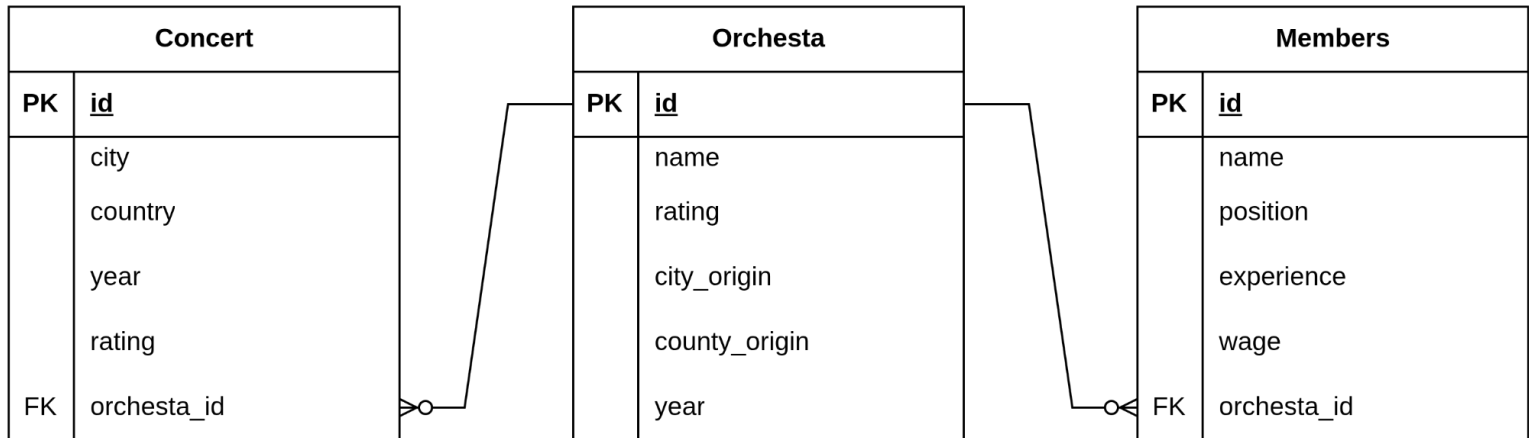 Concert
PK id
city
country
year
rating
FK orchesta_id
Orchesta
PK id
name
rating
city_origin
county_origin
year
Members
PK id
name
position
experience
wage
FK orchesta_id